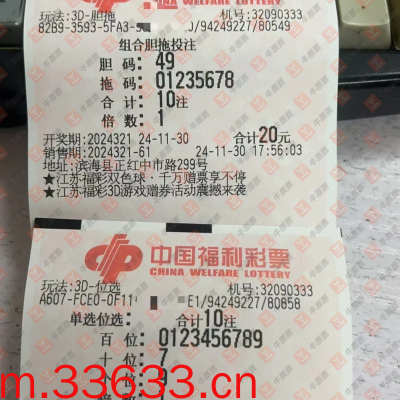 玩法:3D-胆拖 机号:32090333
82B9-3593-5FA3- 0/94249227/80549
组合胆拖投注
胆 码: 49
拖 码: 01235678
合 计: 10注
倍 数: 1
开奖期:2024321 24-11-30 合计20元
销售期:2024321-61 24-11-30 17:56:03
地址:滨海县正红中市路299号
★江苏福彩双色球·千万赠票享不停
★江苏福彩3D游戏赠券活动震撼来袭
中国福利彩票
CHINA WELFARE LOTTERY
玩法:3D-位选 机号:32090333
A607-FCE0-0F11 E1/94249227/80858
单选位选: 合计10注
百 位: 0123456789
十 位: 7
m.33633.cn